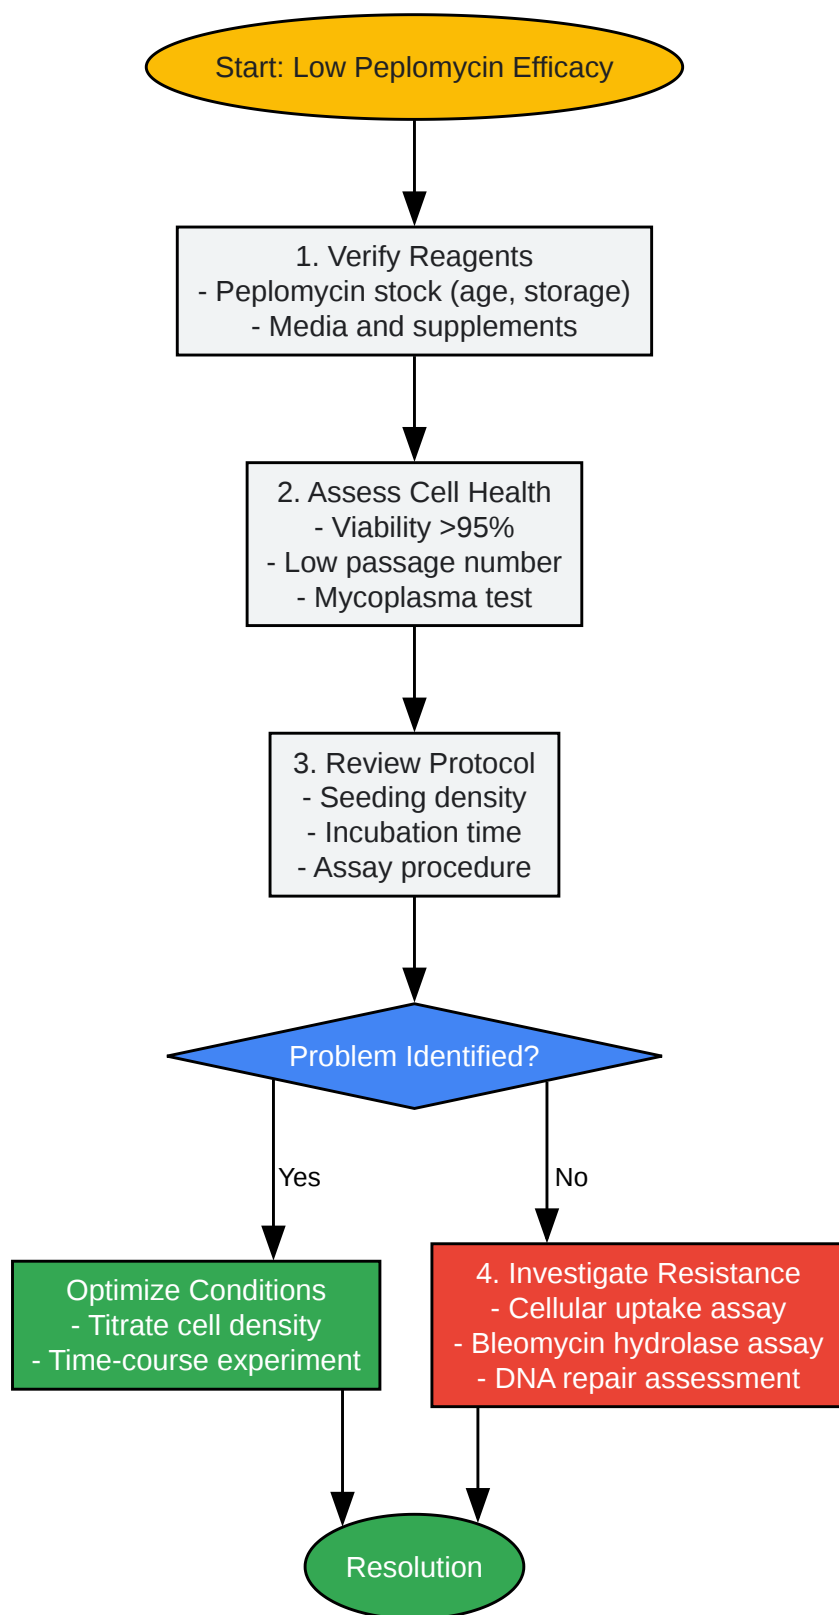 Start: Low Peplomycin Efficacy
1. Verify Reagents
- Peplomycin stock (age, storage)
- Media and supplements
2. Assess Cell Health
- Viability >95%
- Low passage number
- Mycoplasma test
3. Review Protocol
- Seeding density
- Incubation time
- Assay procedure
Problem Identified?
Yes
No
Optimize Conditions
- Titrate cell density
- Time-course experiment
4. Investigate Resistance
- Cellular uptake assay
- Bleomycin hydrolase assay
- DNA repair assessment
Resolution